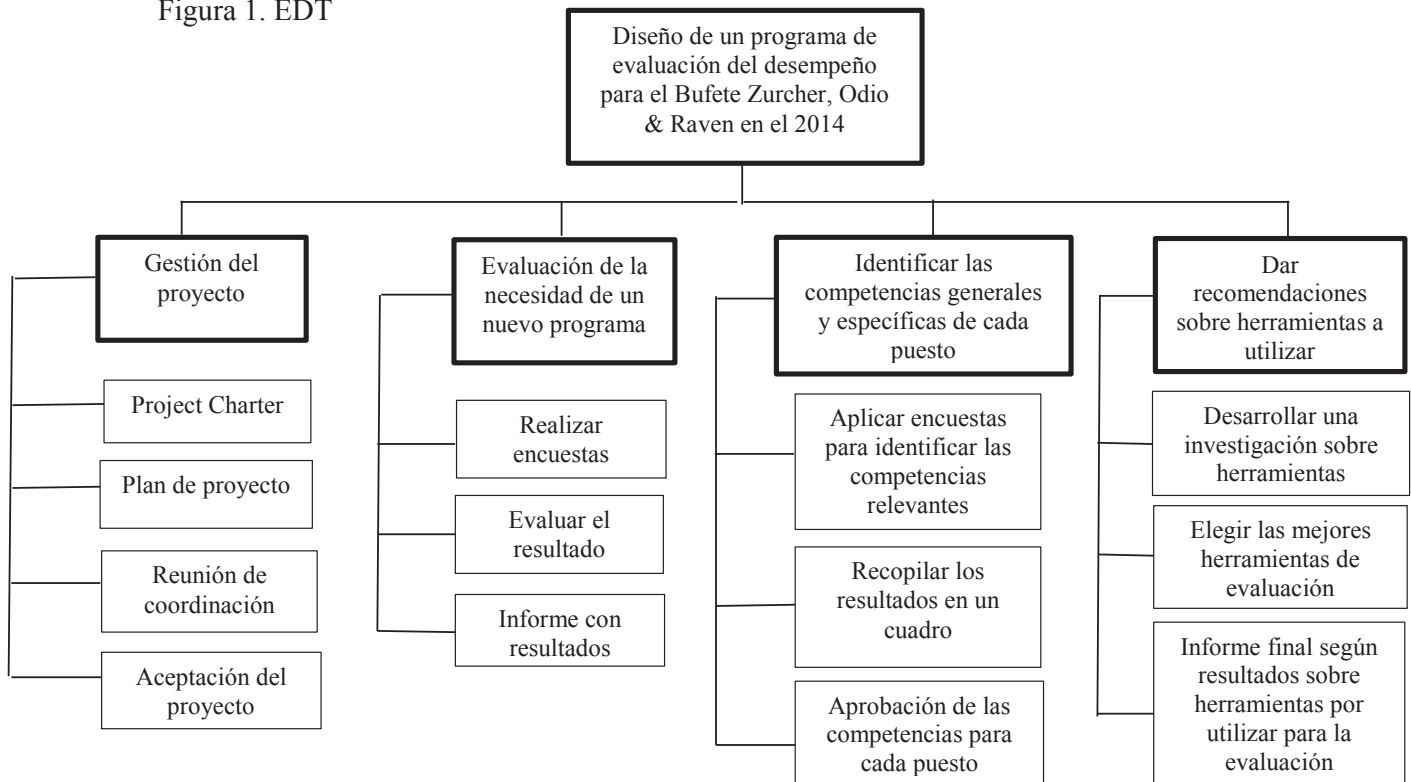 Figura 1. EDT
Diseño de un programa de
evaluación del desempeño
para el Bufete Zurcher, Odio
& Raven en el 2014
Gestión del
proyecto
Project Charter
Plan de proyecto
Reunión de
coordinación
Aceptación del
proyecto
Evaluación de la
necesidad de un
nuevo programa
Realizar
encuestas
Evaluar el
resultado
Informe con
resultados
Identificar las
competencias generales
y específicas de cada
puesto
Aplicar encuestas
para identificar las
competencias
relevantes
Recopilar los
resultados en un
cuadro
Aprobación de las
competencias para
cada puesto
Dar
recomendaciones
sobre herramientas a
utilizar
Desarrollar una
investigación sobre
herramientas
Elegir las mejores
herramientas de
evaluación
Informe final según
resultados sobre
herramientas por
utilizar para la
evaluación